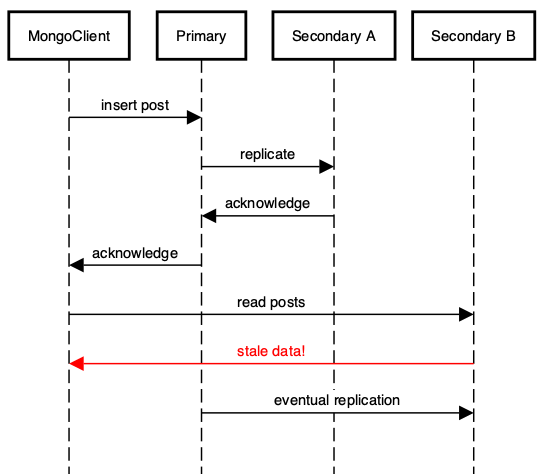 MongoClient
Primary
Secondary A
Secondary B
insert post
replicate
acknowledge
acknowledge
read posts
stale data!
eventual replication